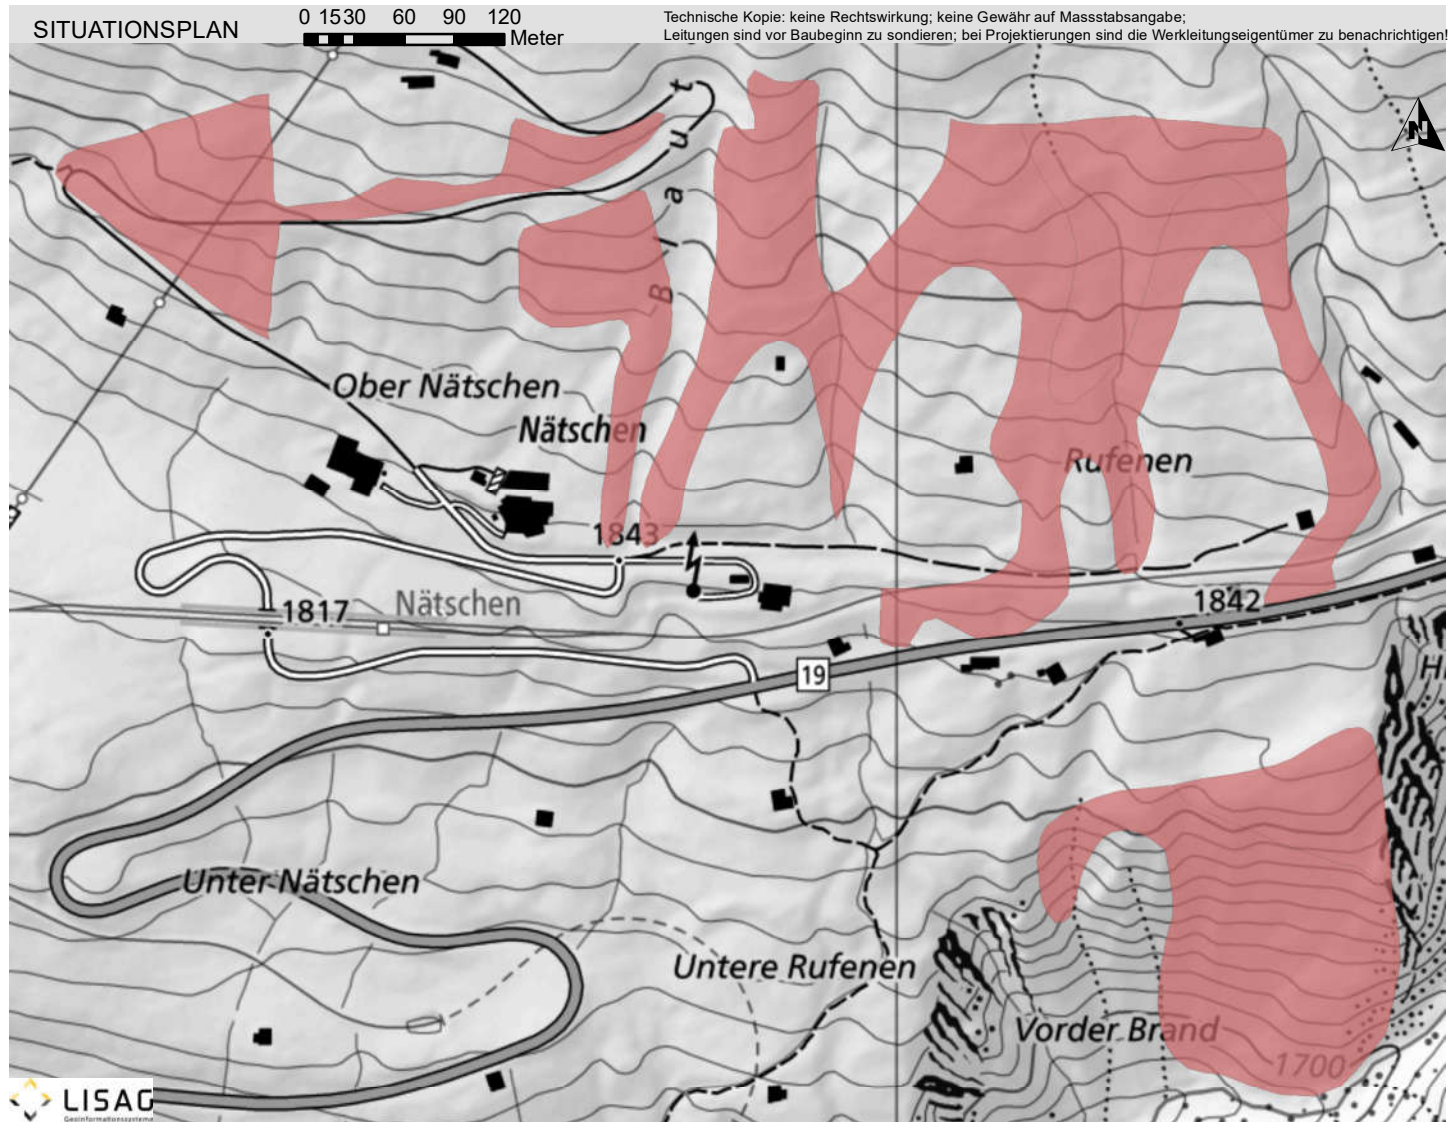 SITUATIONSPLAN
0 15 30 60 90 120
Meter
Technische Kopie: keine Rechtswirkung; keine Gewähr auf Massstabsangabe;
Leitungen sind vor Baubeginn zu sondieren; bei Projektierungen sind die Werkleitungseigentümer zu benachrichtigen!
N
Blaut
Ober Nätschen
Nätschen
Rufenen
1843
1817
Nätschen
1842
19
H
Unter Nätschen
Untere Rufenen
Vorder Brand
1700
LISAG
Geoinformationssysteme